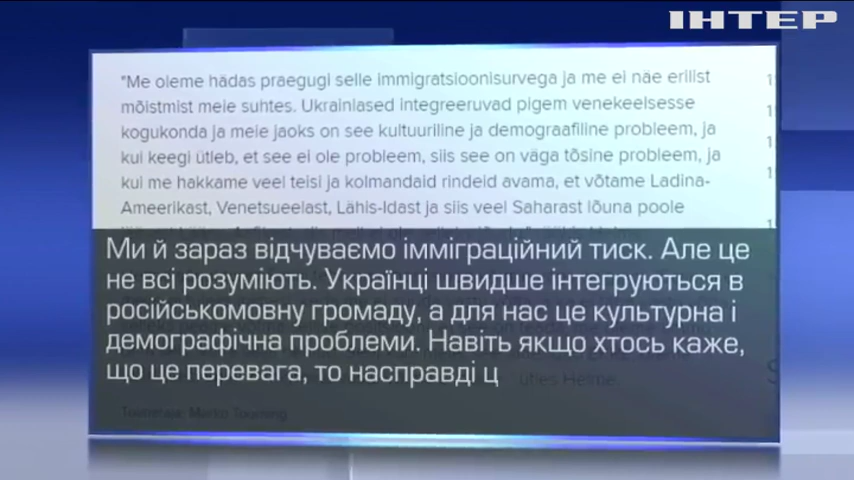 ІНТЕР
"Me oleme hädas praegugi selle immigratsioonisurvega ja me ei näe erilist
mõistmist meie suhtes. Ukrainlased integreeruvad pigem venekeelsesse
kogukonda ja meie jaoks on see kultuuriline ja demograafiline probleem, ja
kui keegi ütleb, et see ei ole probleem, siis see on väga tõsine probleem, ja
kui me hakkame veel teisi ja kolmandaid rindeid avama, et võtame Ladina-
Ameerikast, Venetsueelast, Lähis-Idast ja siis veel Saharast lõuna poole
Ми й зараз відчуваємо імміграційний тиск. Але це
не всі розуміють. Українці швидше інтегруються в
російськомовну громаду, а для нас це культурна і
демографічна проблеми. Навіть якщо хтось каже,
що це перевага, то насправді ц
ütles Helme.
Toimetaja: Marko Tooming